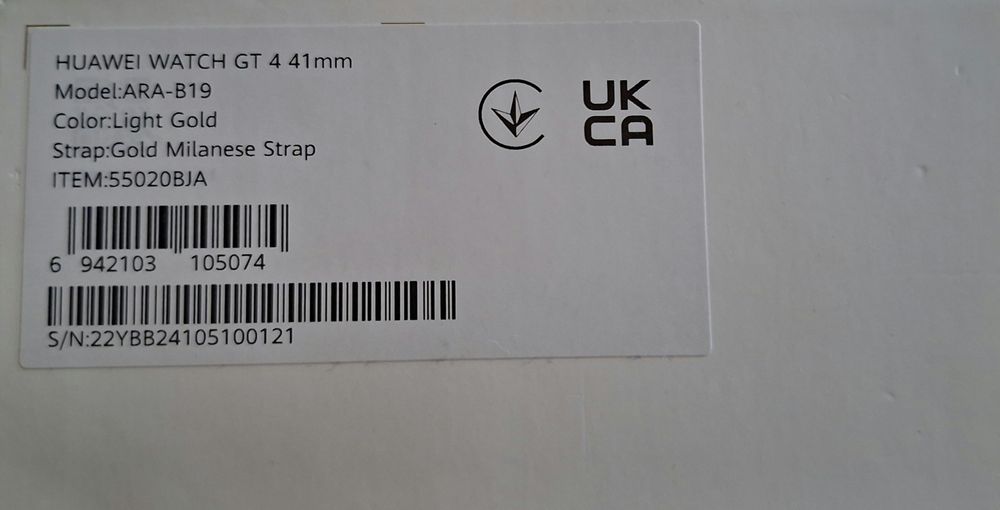 HUAWEI WATCH GT 4 41mm
Model:ARA-B19
Color:Light Gold
Strap:Gold Milanese Strap
ITEM:55020BJA
6 942103 105074
S/N:22YBB24105100121
UK
CA